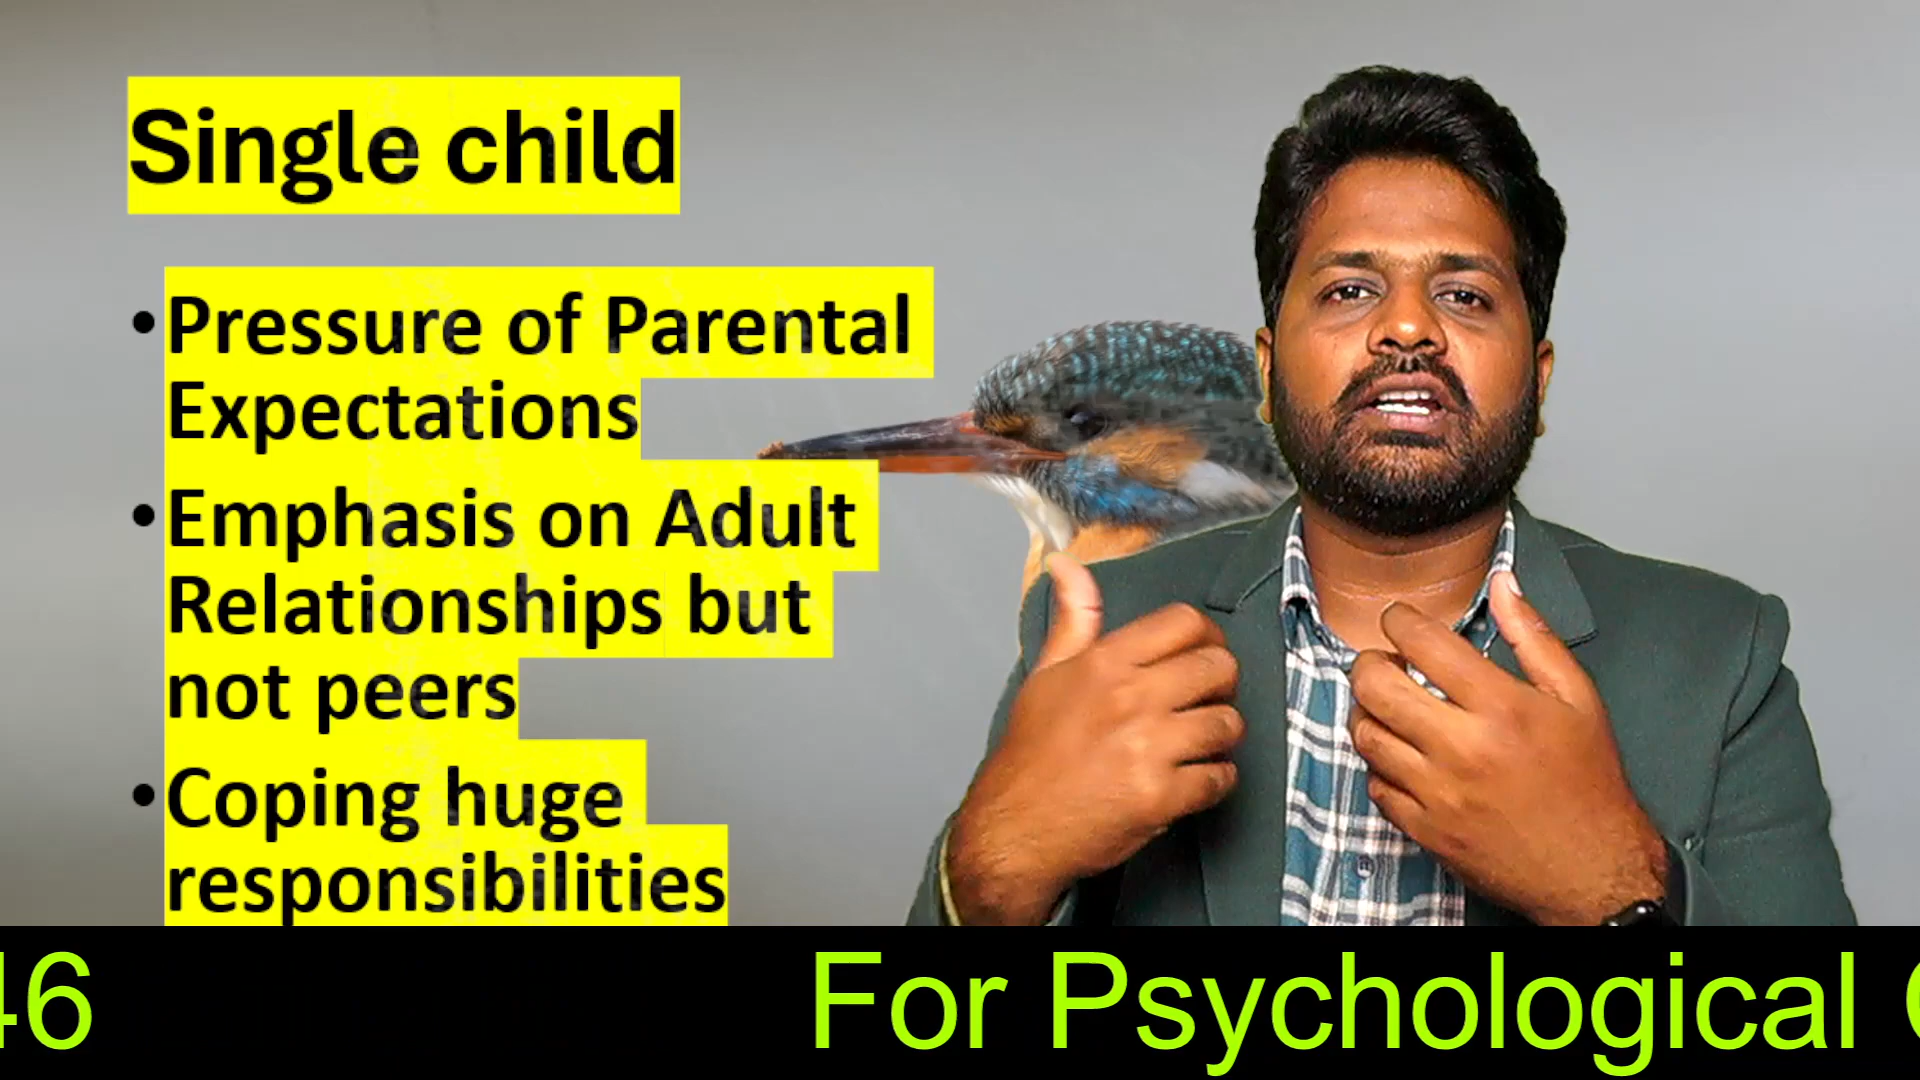 Single child
•Pressure of Parental
Expectations
•Emphasis on Adult
Relationships but
not peers
•Coping huge
responsibilities
46 For Psychological